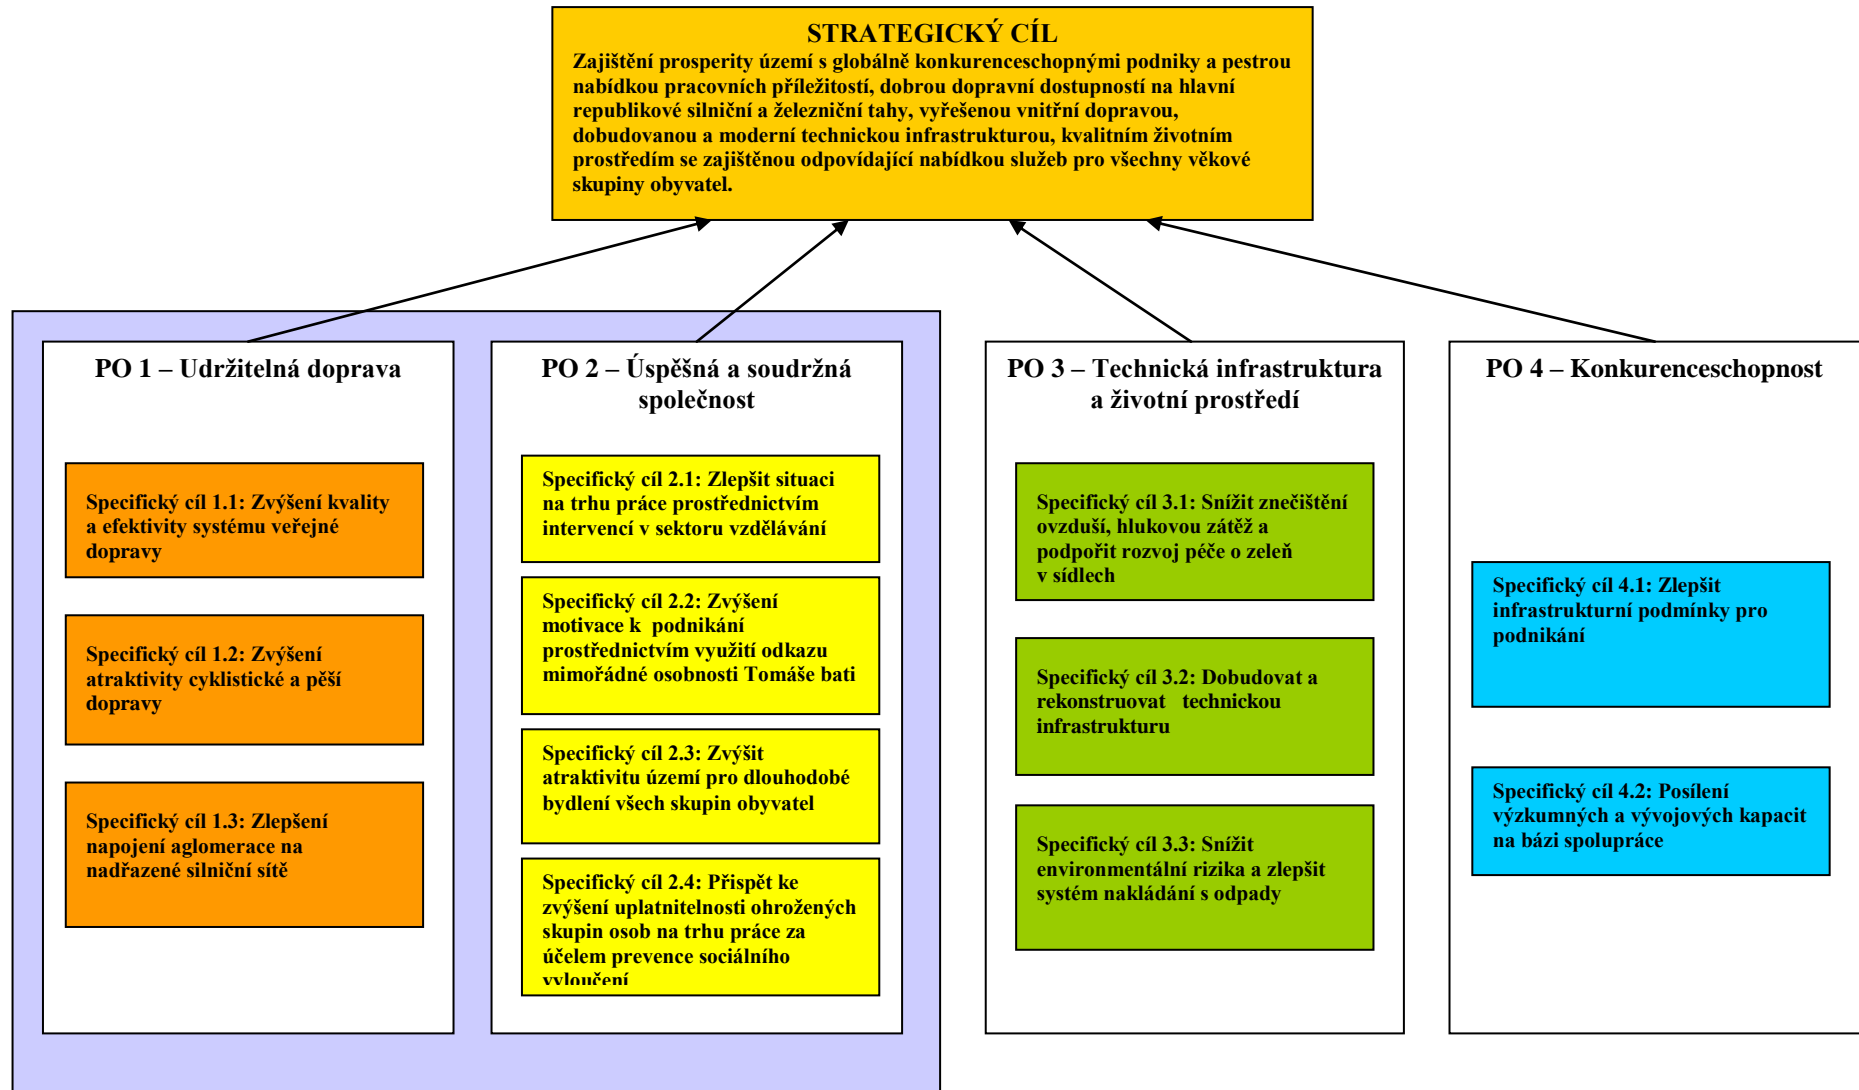 STRATEGICKÝ CÍL
Zajištění prosperity území s globálně konkurenceschopnými podniky a pestrou
nabídkou pracovních příležitostí, dobrou dopravní dostupností na hlavní
republikové silniční a železniční tahy, vyřešenou vnitřní dopravou,
dobudovanou a moderní technickou infrastrukturou, kvalitním životním
prostředím se zajištěnou odpovídající nabídkou služeb pro všechny věkové
skupiny obyvatel.
PO 1 – Udržitelná doprava
Specifický cíl 1.1: Zvýšení kvality
a efektivity systému veřejné
dopravy
Specifický cíl 1.2: Zvýšení
atraktivity cyklistické a pěší
dopravy
Specifický cíl 1.3: Zlepšení
napojení aglomerace na
nadřazené silniční sítě
PO 2 – Úspěšná a soudržná
společnost
Specifický cíl 2.1: Zlepšit situaci
na trhu práce prostřednictvím
intervencí v sektoru vzdělávání
Specifický cíl 2.2: Zvýšení
motivace k podnikání
prostřednictvím využití odkazu
mimořádné osobnosti Tomáše bati
Specifický cíl 2.3: Zvýšit
atraktivitu území pro dlouhodobé
bydlení všech skupin obyvatel
Specifický cíl 2.4: Přispět ke
zvýšení uplatnitelnosti ohrožených
skupin osob na trhu práce za
účelem prevence sociálního
vyloučení
PO 3 – Technická infrastruktura
a životní prostředí
Specifický cíl 3.1: Snížit znečištění
ovzduší, hlukovou zátěž a
podpořit rozvoj péče o zeleň
v sídlech
Specifický cíl 3.2: Dobudovat a
rekonstruovat technickou
infrastrukturu
Specifický cíl 3.3: Snížit
environmentální rizika a zlepšit
systém nakládání s odpady
PO 4 – Konkurenceschopnost
Specifický cíl 4.1: Zlepšit
infrastrukturní podmínky pro
podnikání
Specifický cíl 4.2: Posílení
výzkumných a vývojových kapacit
na bázi spolupráce